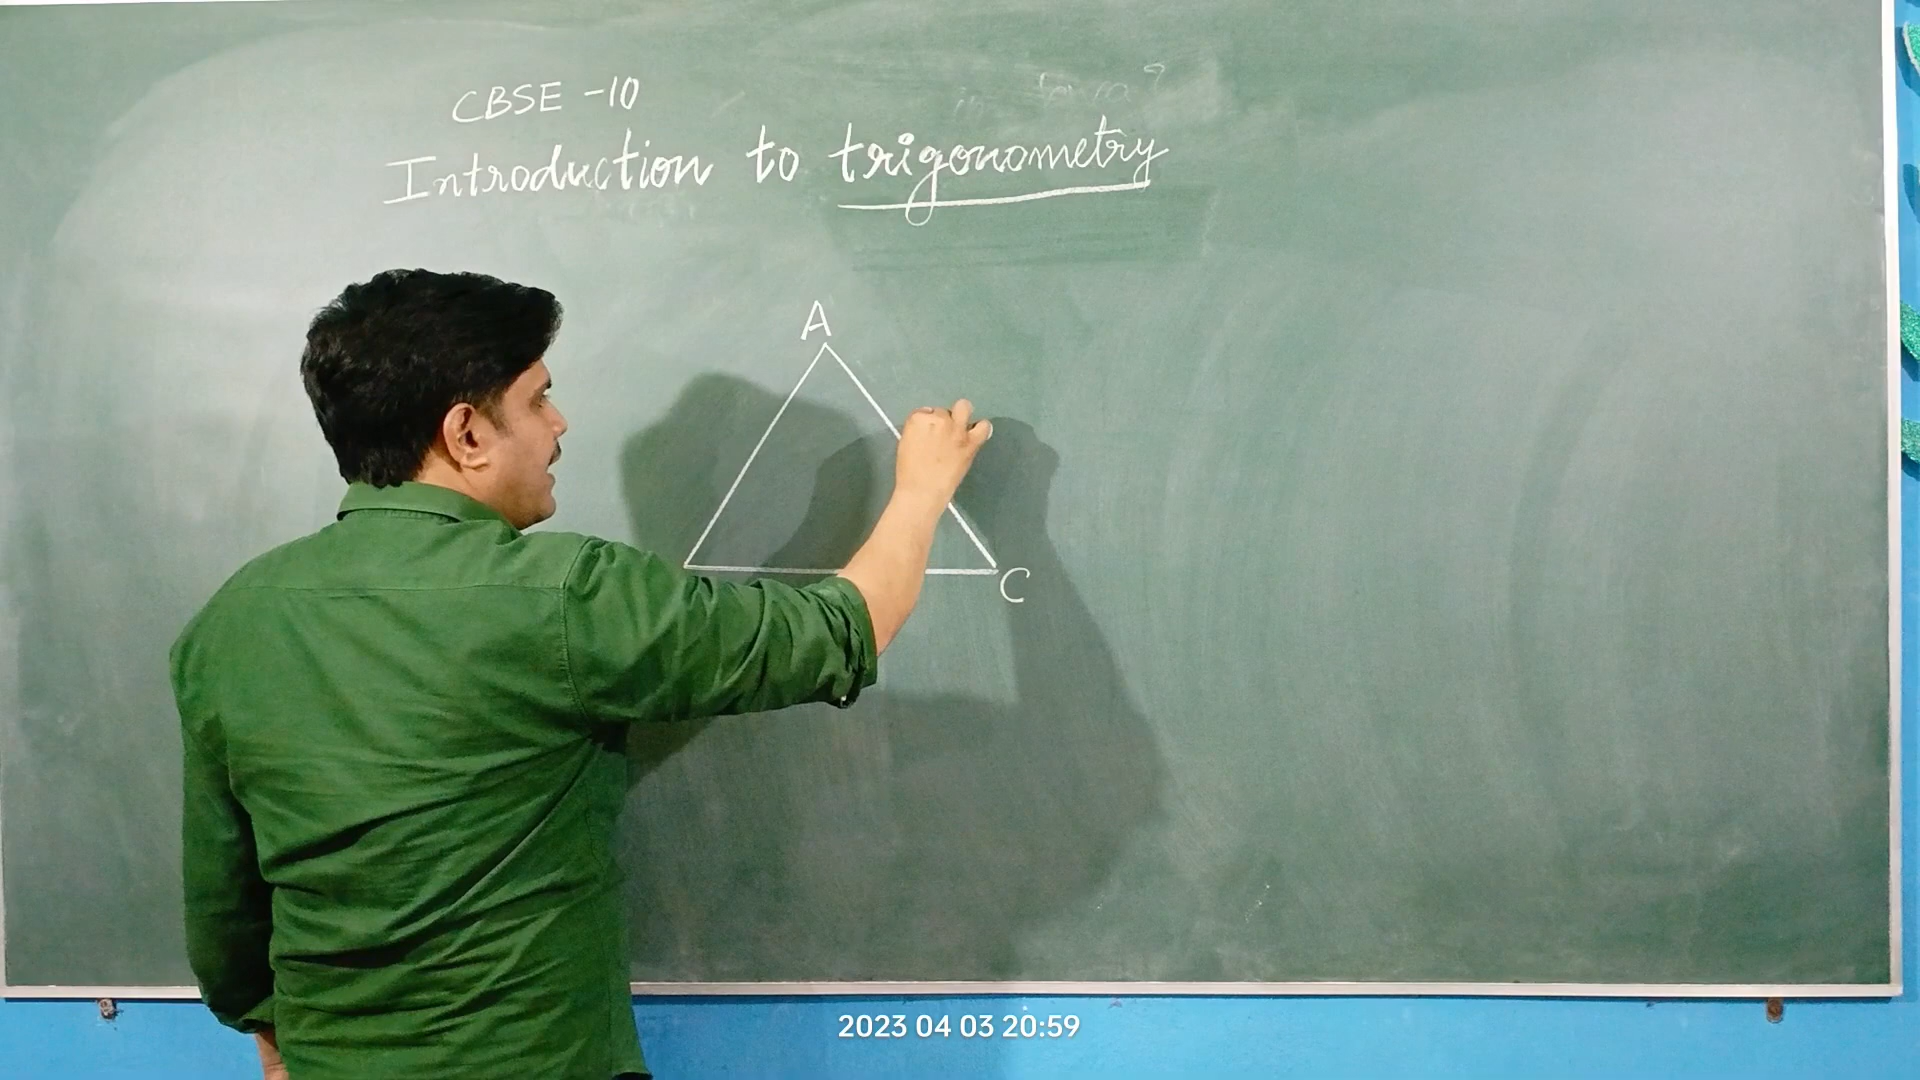 CBSE -10
Introduction to trigonometry
A
C
2023 04 03 20:59